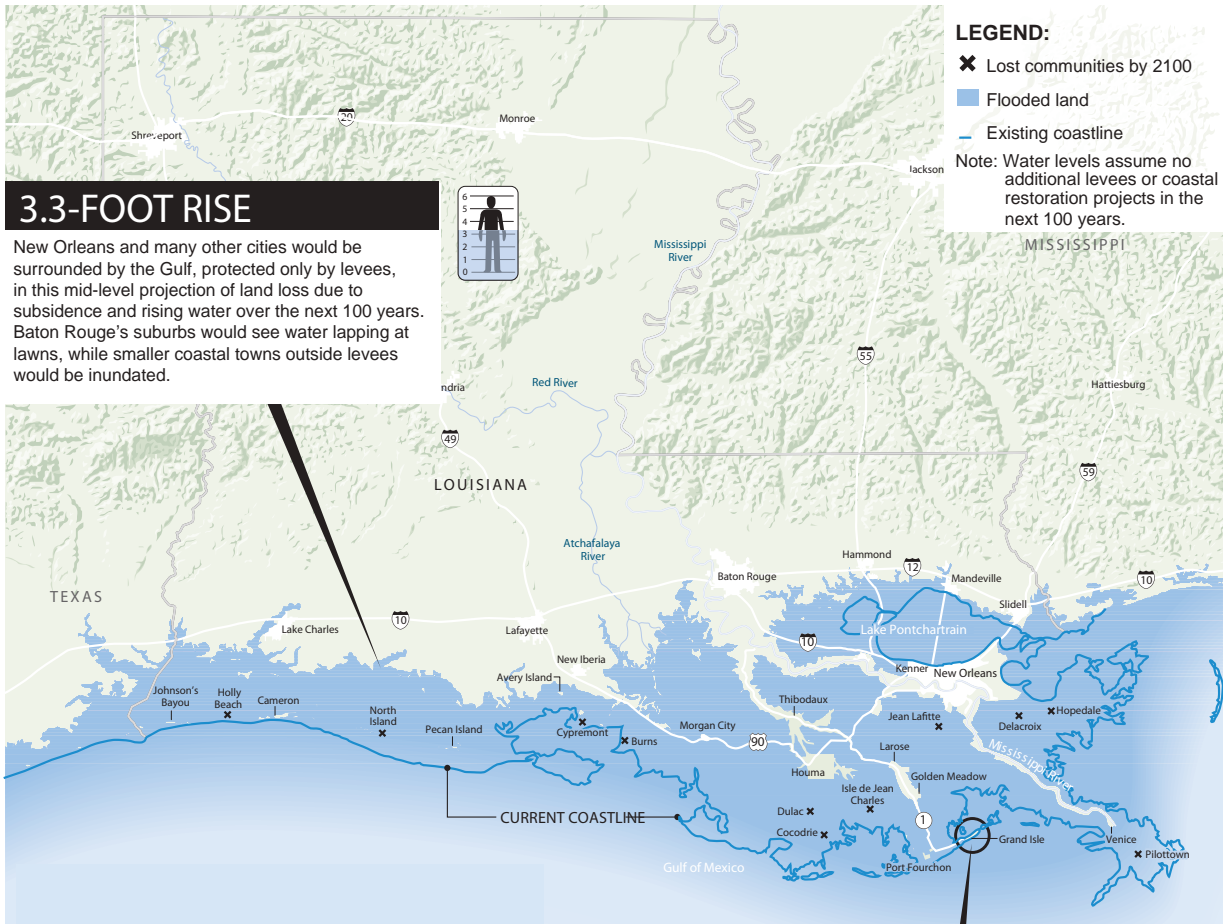 LEGEND:
Lost communities by 2100
Flooded land
Existing coastline
Note: Water levels assume no
additional levees or coastal
restoration projects in the
next 100 years.
MISSISSIPPI
20
Monroe
Shreveport
Jackson
3.3-FOOT RISE
New Orleans and many other cities would be
surrounded by the Gulf, protected only by levees,
in this mid-level projection of land loss due to
subsidence and rising water over the next 100 years.
Baton Rouge’s suburbs would see water lapping at
lawns, while smaller coastal towns outside levees
would be inundated.
6
5
4
3
2
1
0
Mississippi
River
55
Hattiesburg
ndria
Red River
49
59
LOUISIANA
Atchafalaya
River
Hammond
12
Baton Rouge
Mandeville
10
TEXAS
Slidell
10
Lake Charles
Lafayette
10
Lake Pontchartrain
New Iberia
Kenner
New Orleans
Avery Island
Johnson's
Bayou
Holly
Beach
Cameron
North
Island
Pecan Island
Cypremont
Burns
Morgan City
90
Thibodaux
Jean Lafitte
Delacroix
Hopedale
Mississippi River
Larose
Houma
Golden Meadow
Isle de Jean
Charles
Dulac
Cocodrie
1
CURRENT COASTLINE
Grand Isle
Venice
Pilottown
Port Fourchon
Gulf of Mexico